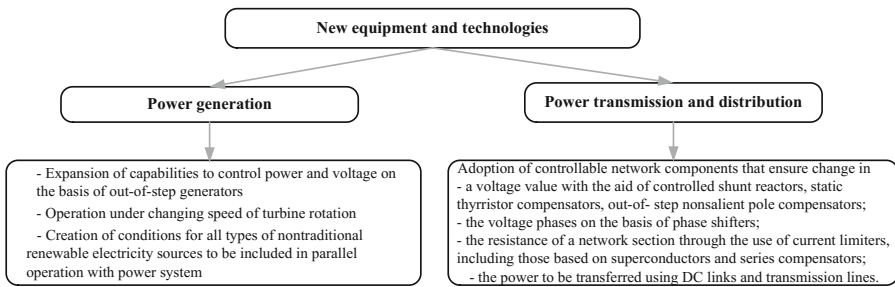 New equipment and technologies
Power generation
Power transmission and distribution
- Expansion of capabilities to control power and voltage on
the basis of out-of-step generators
- Operation under changing speed of turbine rotation
- Creation of conditions for all types of nontraditional
renewable electricity sources to be included in parallel
operation with power system
Adoption of controllable network components that ensure change in
- a voltage value with the aid of controlled shunt reactors, static
thyrristor compensators, out-of- step nonsalient pole compensators;
- the voltage phases on the basis of phase shifters;
- the resistance of a network section through the use of current limiters,
including those based on superconductors and series compensators;
- the power to be transferred using DC links and transmission lines.